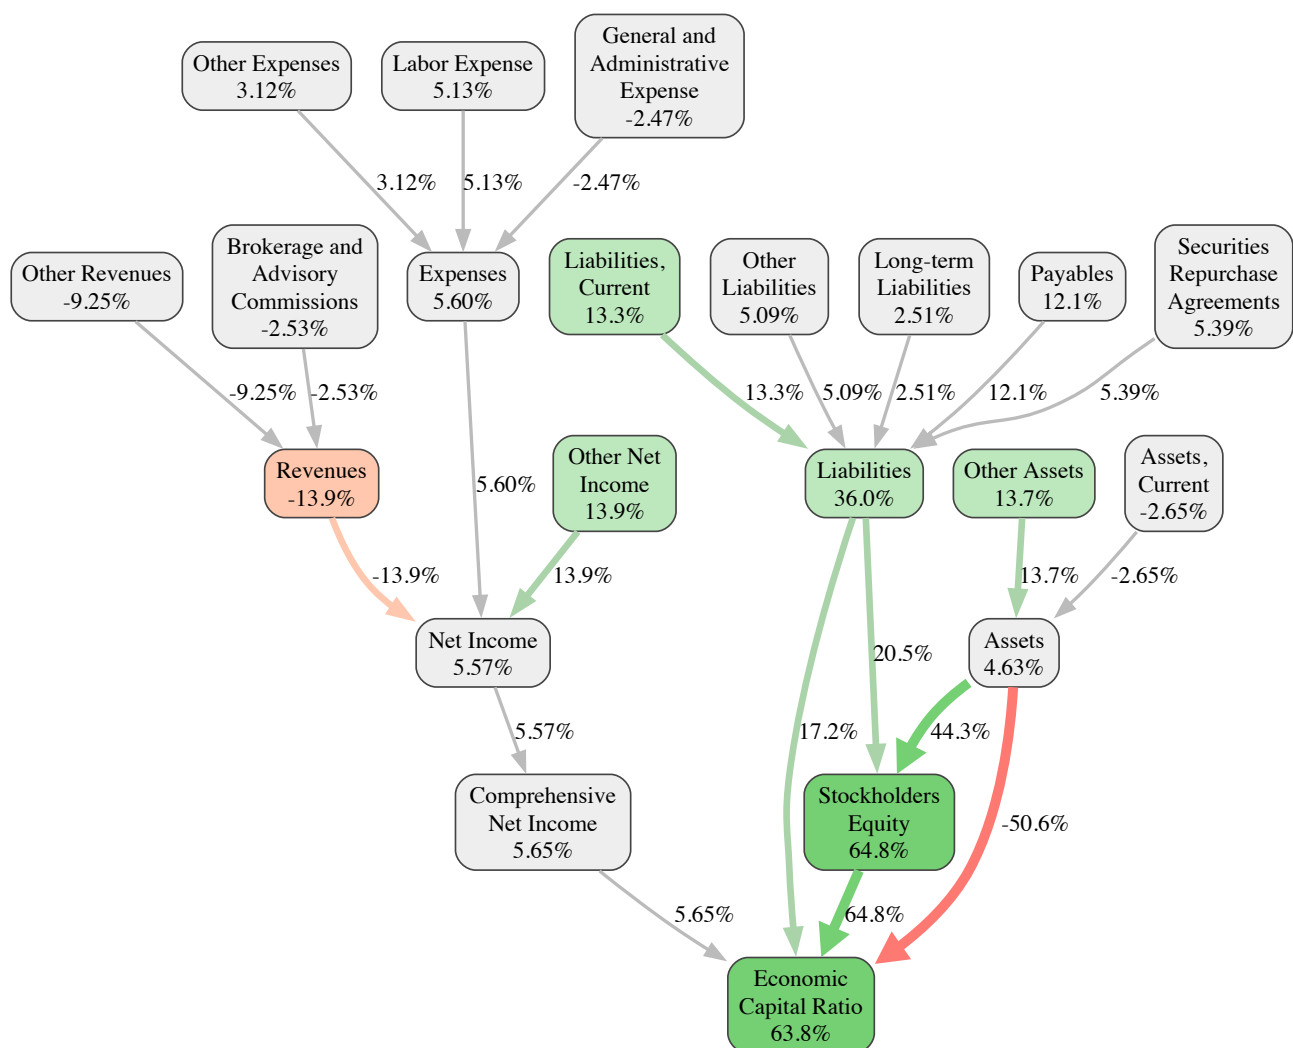 General and
Administrative
Expense
-2.47%
Other Expenses
3.12%
Labor Expense
5.13%
3.12%
5.13%
-2.47%
Other Revenues
-9.25%
Brokerage and
Advisory
Commissions
-2.53%
Expenses
5.60%
Liabilities,
Current
13.3%
Other
Liabilities
5.09%
Long-term
Liabilities
2.51%
Payables
12.1%
Securities
Repurchase
Agreements
5.39%
-9.25%
-2.53%
13.3%
5.09%
2.51%
12.1%
5.39%
Revenues
-13.9%
5.60%
Other Net
Income
13.9%
Liabilities
36.0%
Other Assets
13.7%
Assets,
Current
-2.65%
-13.9%
13.9%
13.7%
-2.65%
Net Income
5.57%
20.5%
Assets
4.63%
5.57%
17.2%
44.3%
Comprehensive
Net Income
5.65%
Stockholders
Equity
64.8%
-50.6%
5.65%
64.8%
Economic
Capital Ratio
63.8%